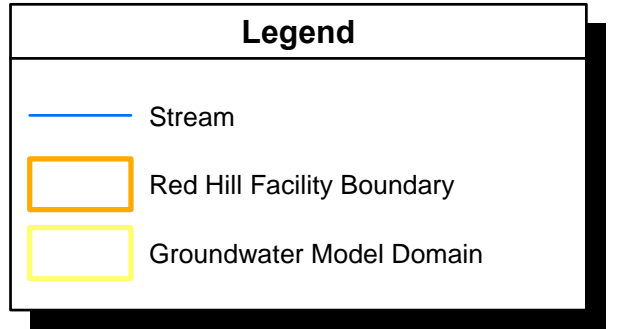 Legend
Stream
Red Hill Facility Boundary
Groundwater Model Domain